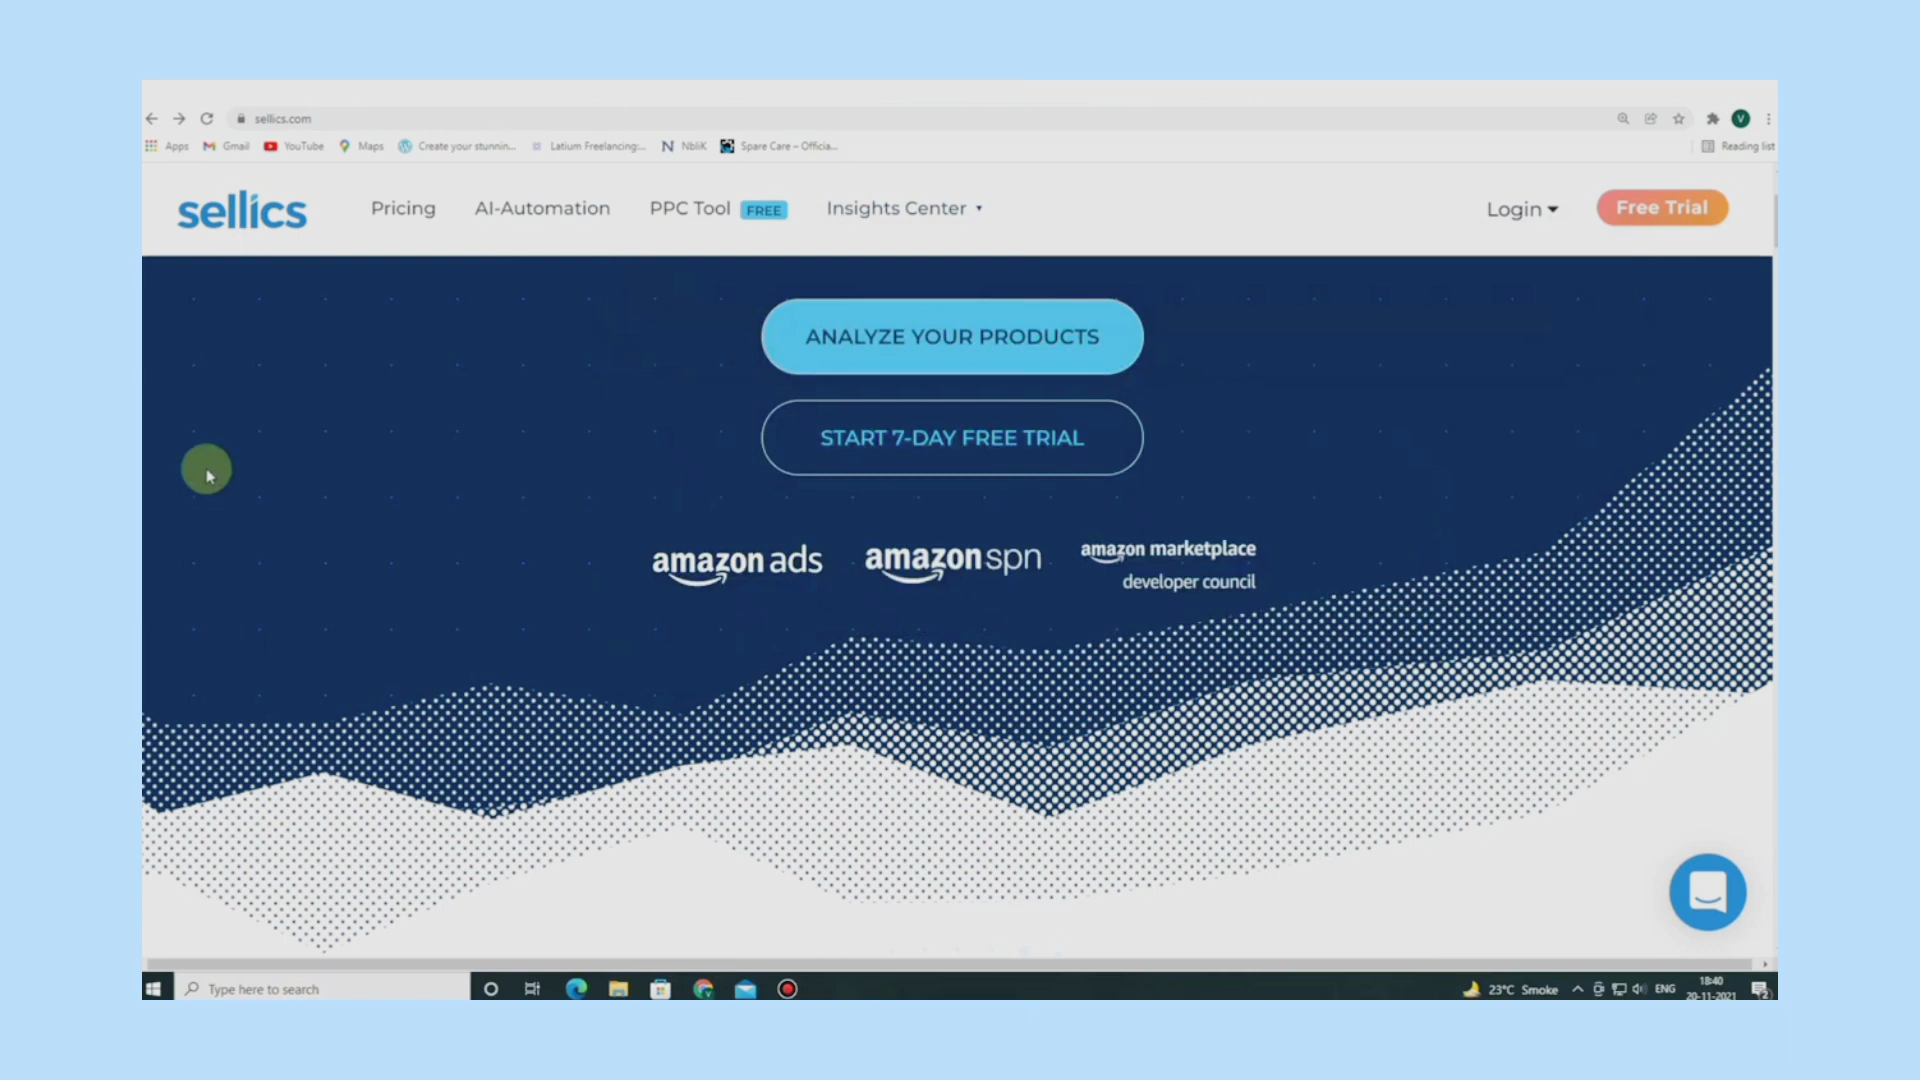 sellics.com
Apps Gmail YouTube Maps Create your stunnin... Latium Freelancing:... NbliK Spare Care – Officia... Reading list
sellics Pricing AI-Automation PPC Tool FREE Insights Center Login Free Trial
ANALYZE YOUR PRODUCTS
START 7-DAY FREE TRIAL
amazon ads amazon spn amazon marketplace
developer council
Type here to search 23°C Smoke ENG 18:40
20-11-2021